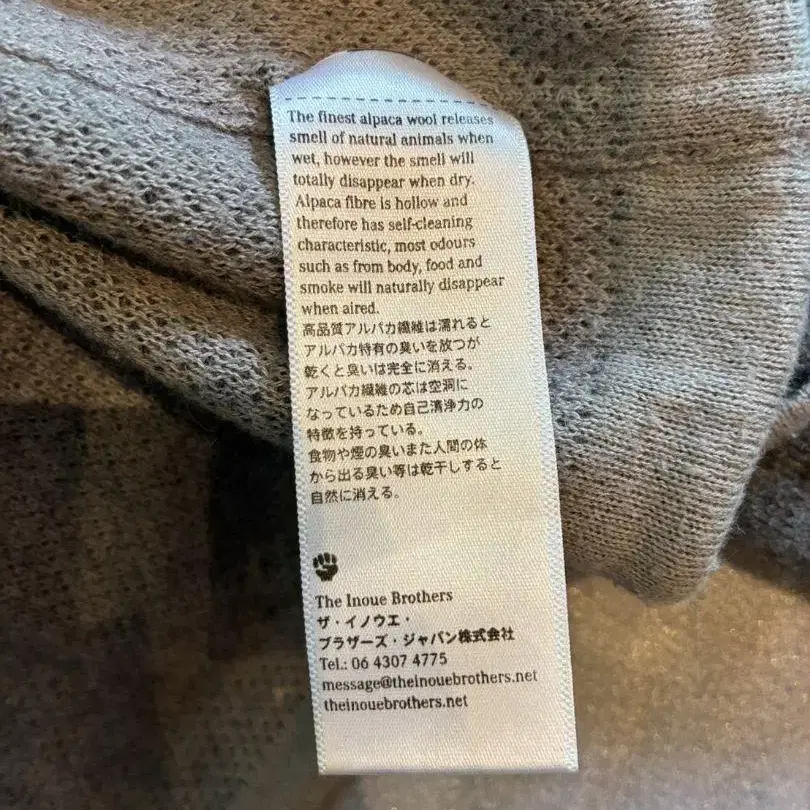 The finest alpaca wool releases
smell of natural animals when
wet, however the smell will
totally disappear when dry.
Alpaca fibre is hollow and
therefore has self-cleaning
characteristic, most odours
such as from body, food and
smoke will naturally disappear
when aired.
高品質アルパカ繊維は濡れると
アルパカ特有の臭いを放つが
乾くと臭いは完全に消える。
アルパカ繊維の芯は空洞に
なっているため自己清浄力の
特徴を持っている。
食物や煙の臭いまた人間の体
から出る臭い等は乾干しすると
自然に消える。
The Inoue Brothers
ザ・イノウエ・
ブラザーズ・ジャパン株式会社
Tel.: 06 4307 4775
message@theinouebrothers.net
theinouebrothers.net